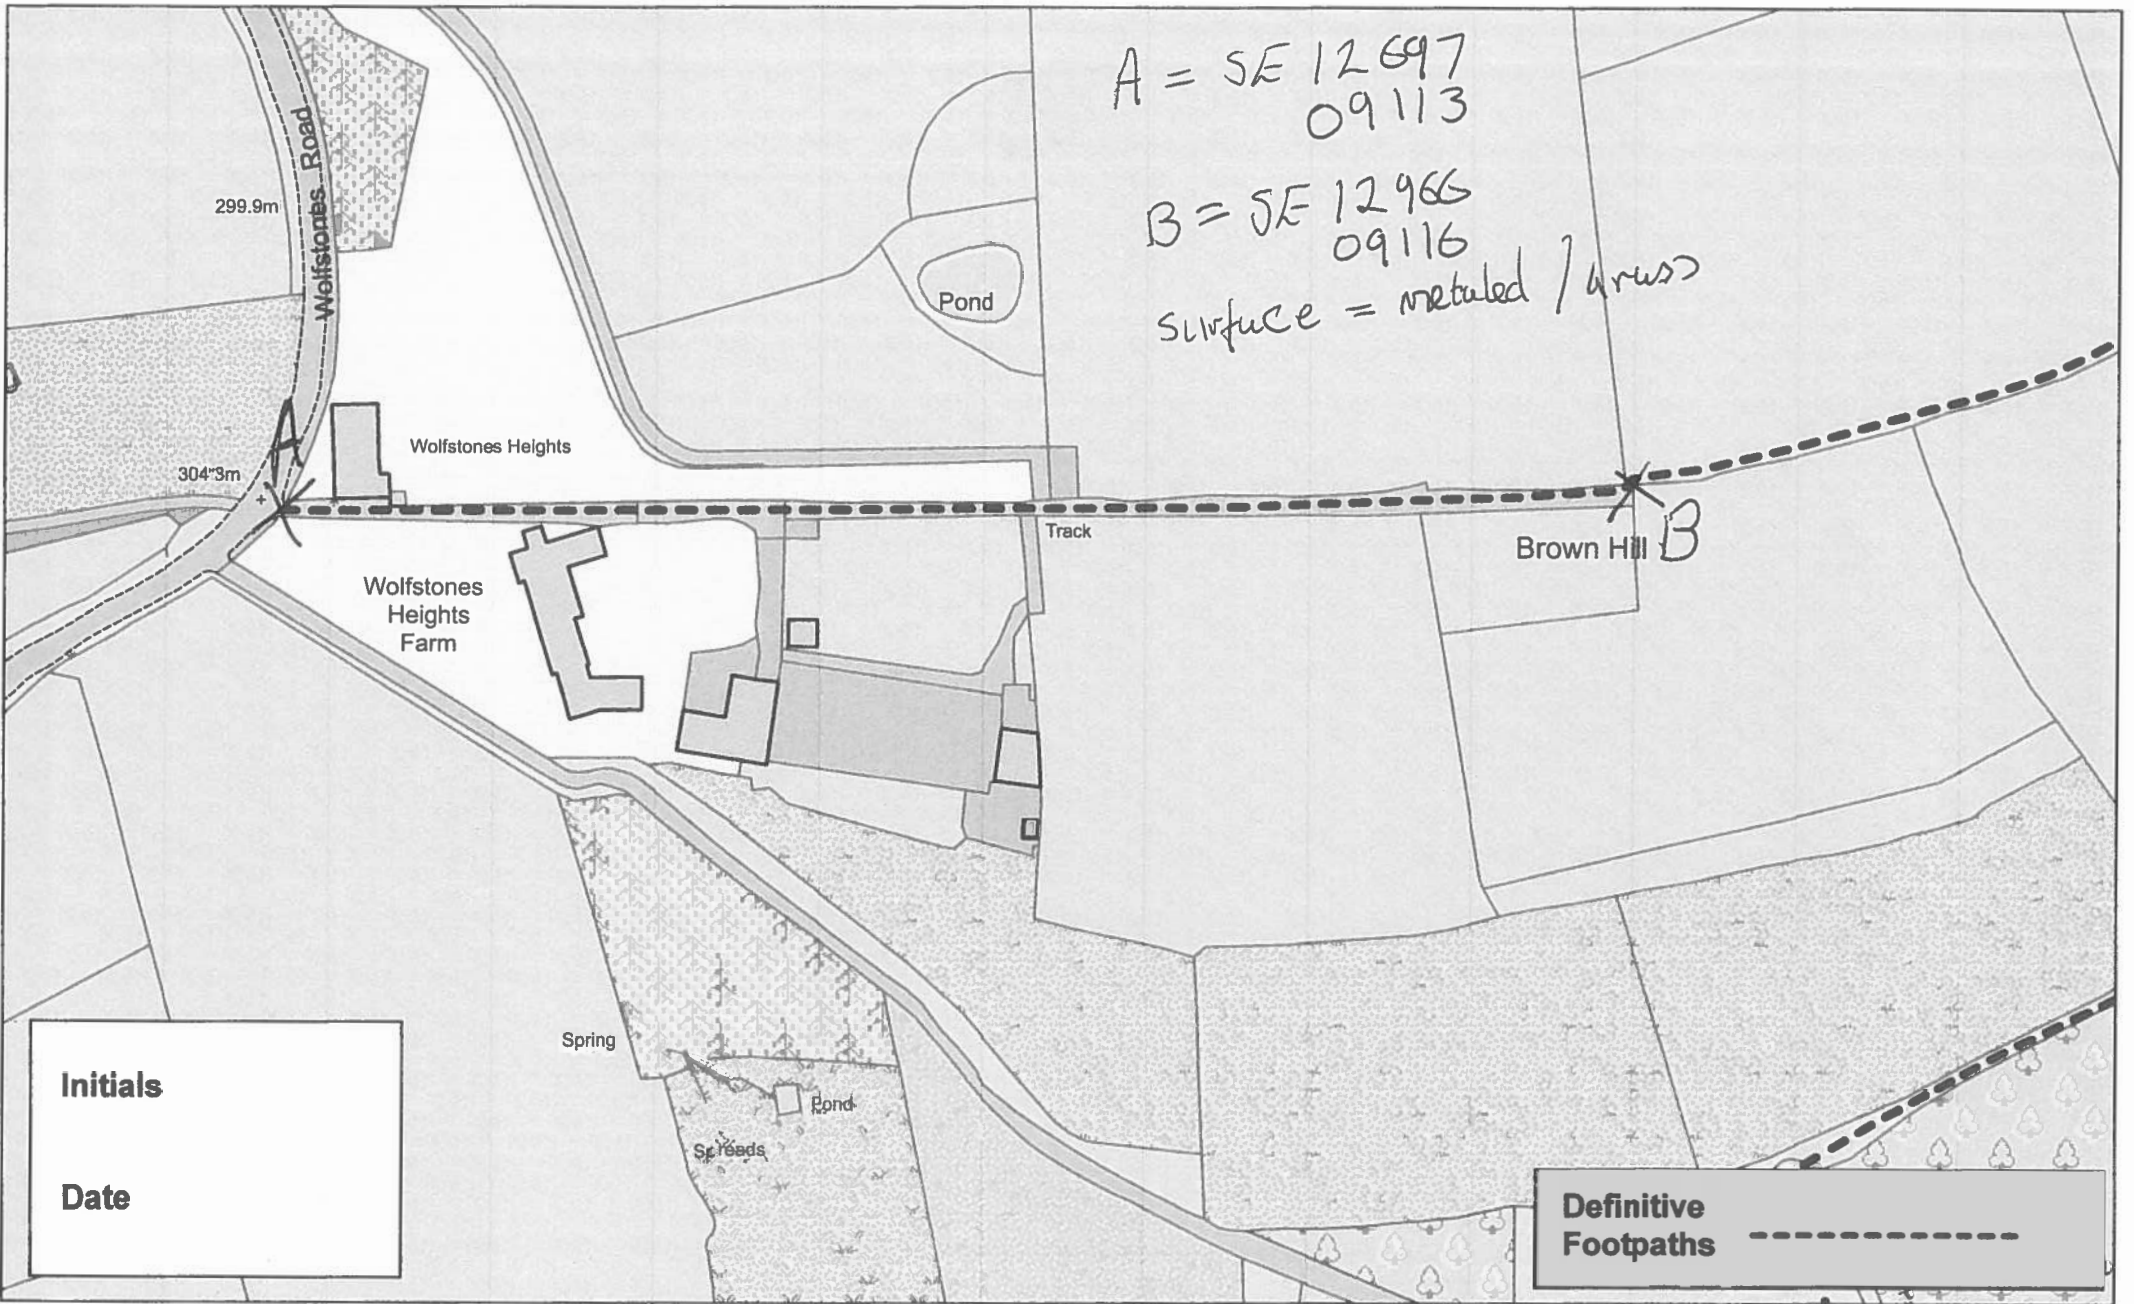 A = SE 12697
09113
B = SE 12966
09116
Surface = metaled / Grass
Wolfstones Road
299.9m
Pond
A
304.3m
Wolfstones Heights
Track
Brown Hill
B
Wolfstones
Heights
Farm
Spring
Pond
Spreads
Initials
Date
Definitive
Footpaths